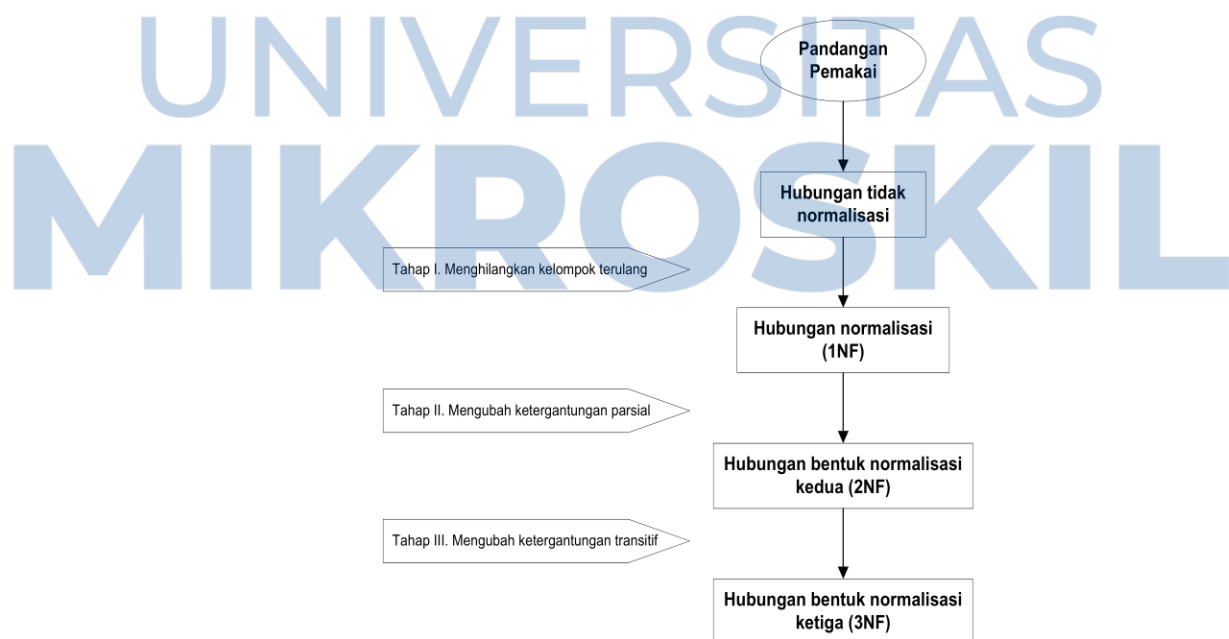 UNIVERSITAS
MIKROSKIL
Pandangan
Pemakai
Hubungan tidak
normalisasi
Tahap I. Menghilangkan kelompok terulang
Hubungan normalisasi
(1NF)
Tahap II. Mengubah ketergantungan parsial
Hubungan bentuk normalisasi
kedua (2NF)
Tahap III. Mengubah ketergantungan transitif
Hubungan bentuk normalisasi
ketiga (3NF)